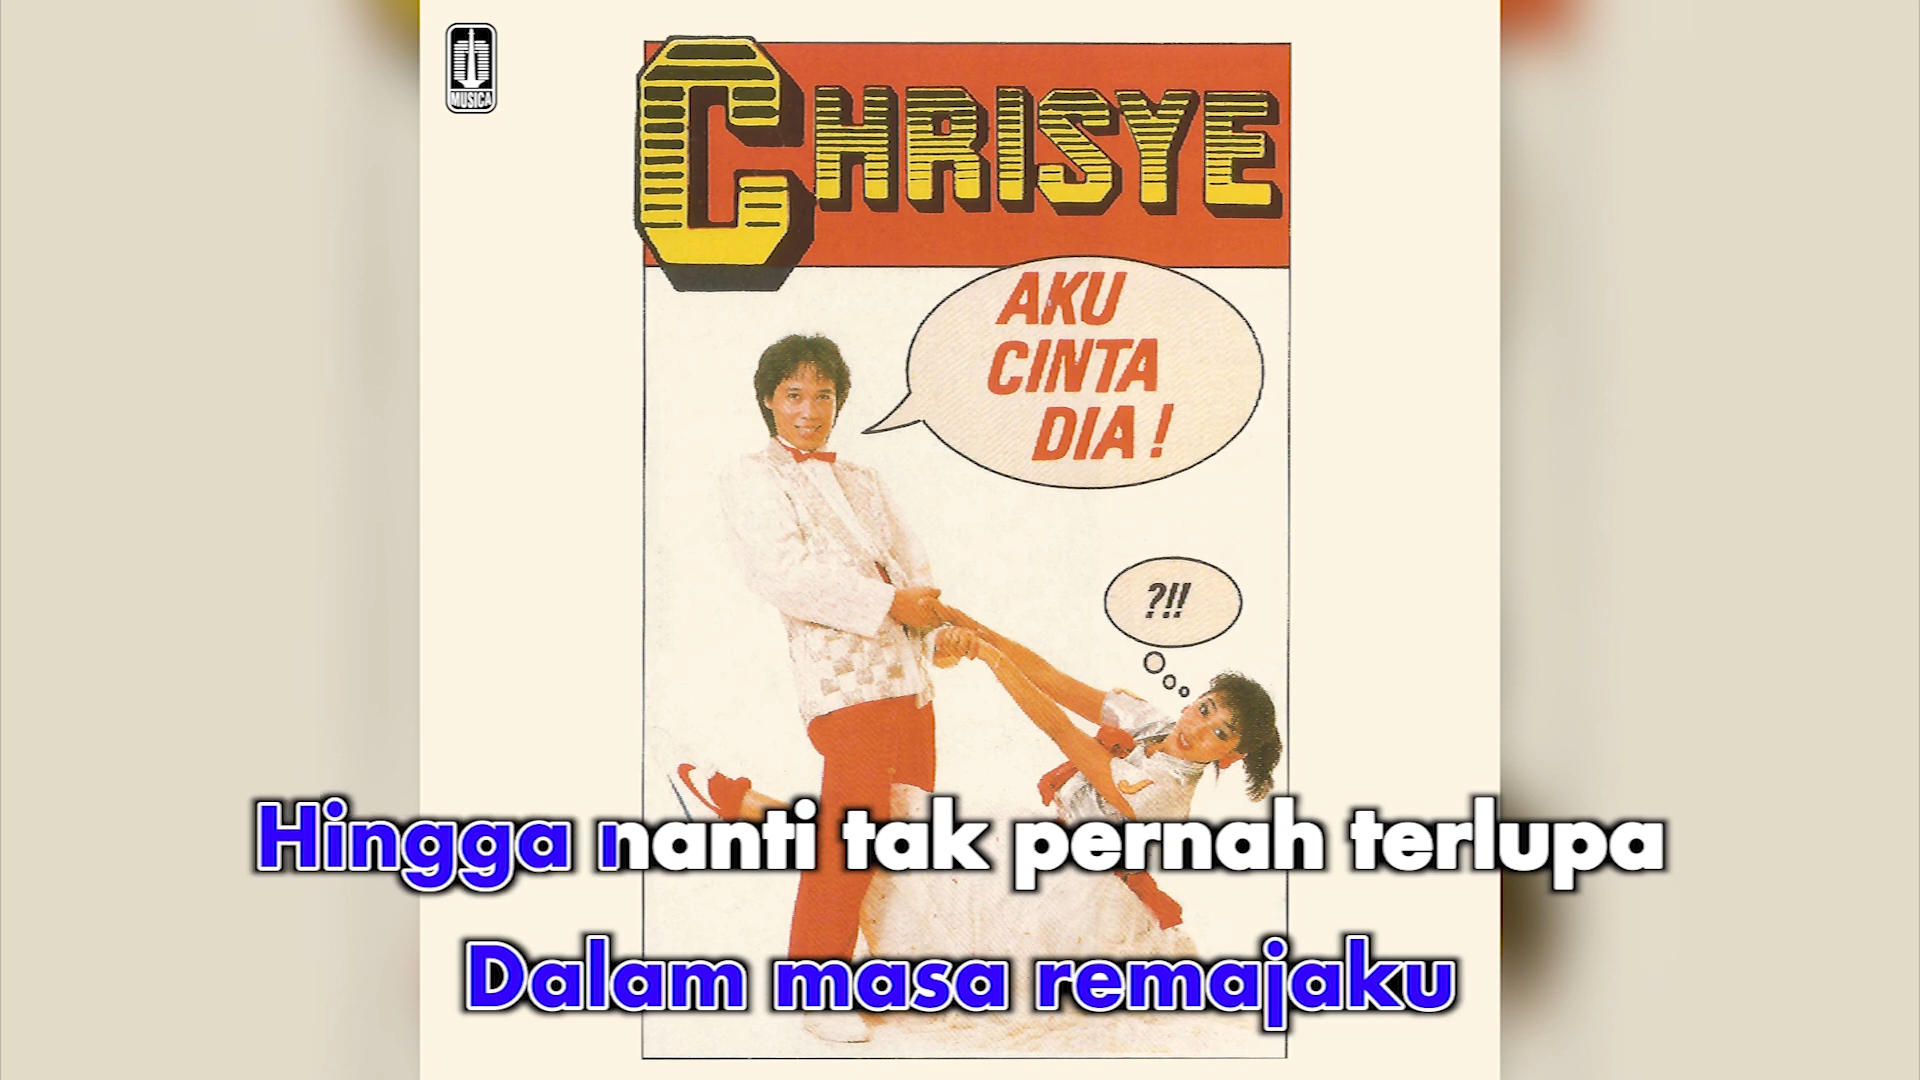 MUSICA
CHRISYE
AKU
CINTA
DIA!
?!!
Hingga nanti tak pernah terlupa
Dalam masa remajaku